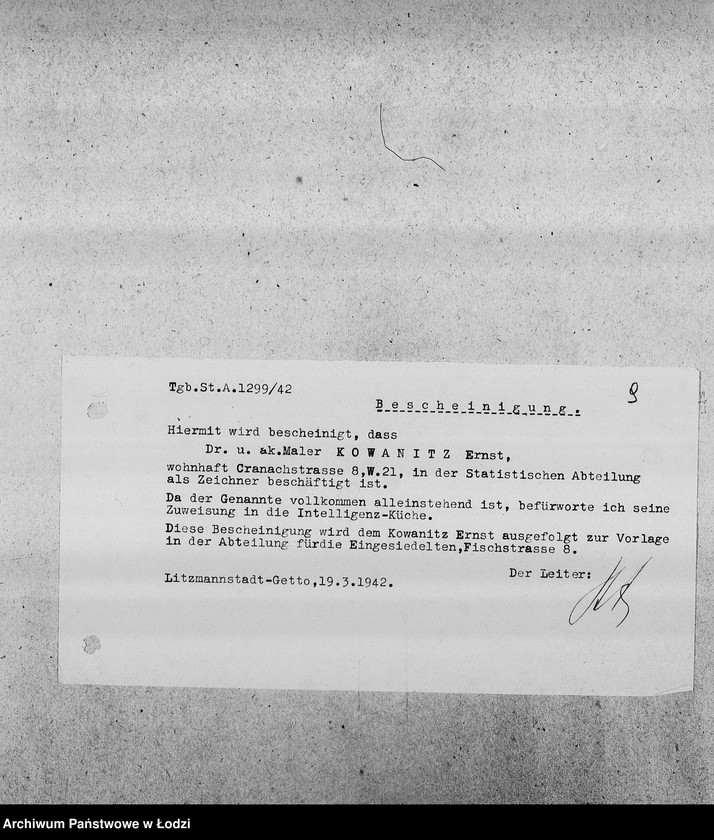 Tgb.St.A.1299/42
9
Bescheinigung.
Hiermit wird bescheinigt, dass
Dr. u. ak.Maler K O W A N I T Z Ernst,
wohnhaft Cranachstrasse 8,W.21, in der Statistischen Abteilung
als Zeichner beschäftigt ist.
Da der Genannte vollkommen alleinstehend ist, befürworte ich seine
Zuweisung in die Intelligenz-Küche.
Diese Bescheinigung wird dem Kowanitz Ernst ausgefolgt zur Vorlage
in der Abteilung fürdie Eingesiedelten,Fischstrasse 8.
Litzmannstadt-Getto,19.3.1942.
Der Leiter:
Archiwum Państwowe w Łodzi